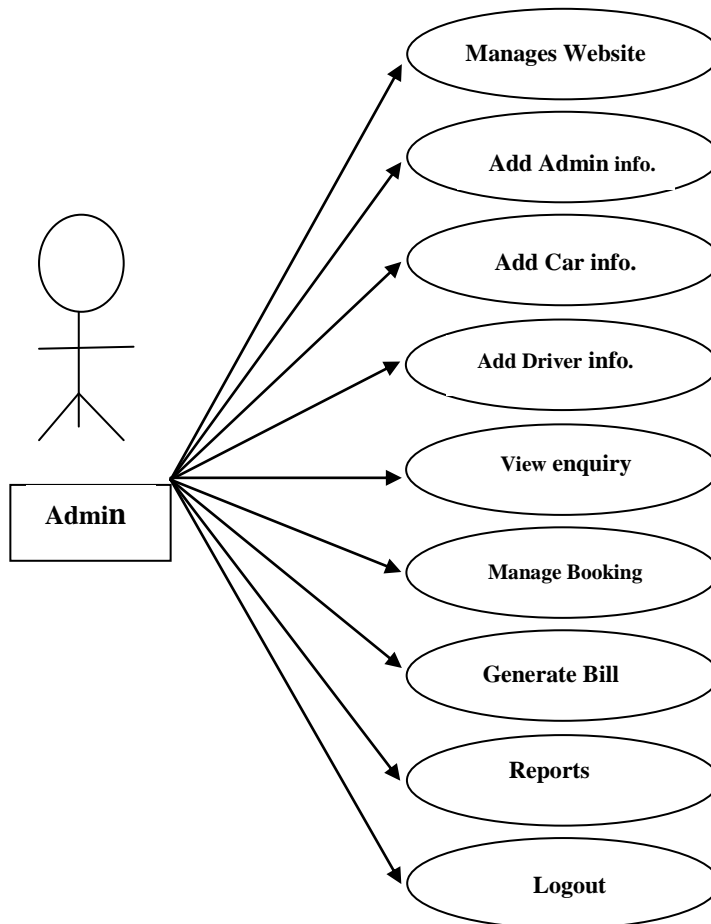 Manages Website
Add Admin info.
Add Car info.
Add Driver info.
View enquiry
Admin
Manage Booking
Generate Bill
Reports
Logout